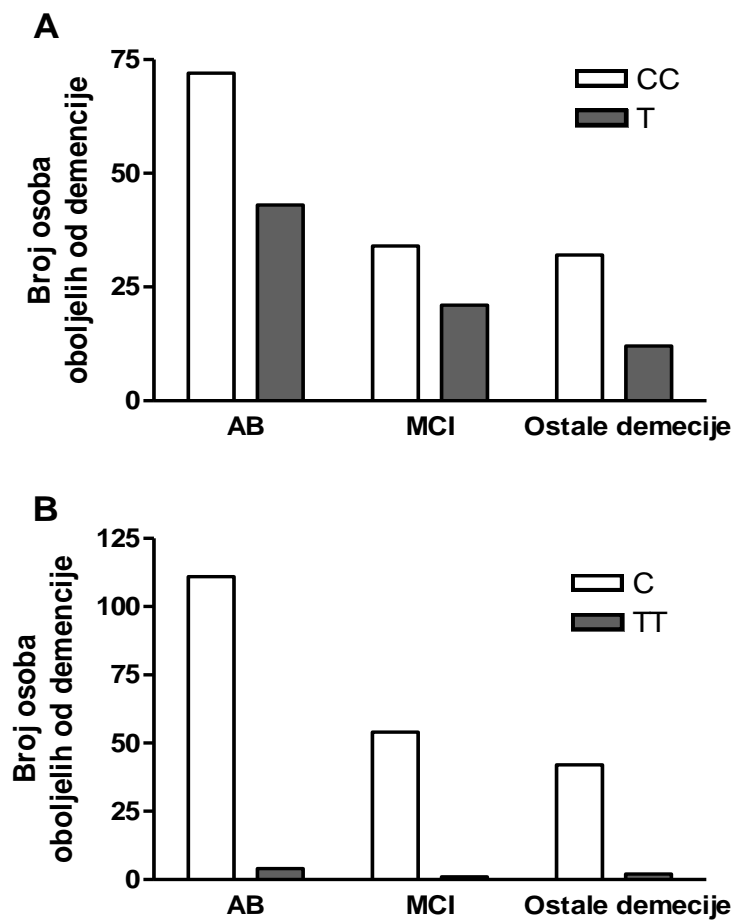 A
Broj osoba
oboljelih od demencije
75
50
25
0
CC
T
AB MCI Ostale demecije
B
Broj osoba
oboljelih od demencije
125
100
75
50
25
0
C
TT
AB MCI Ostale demecije